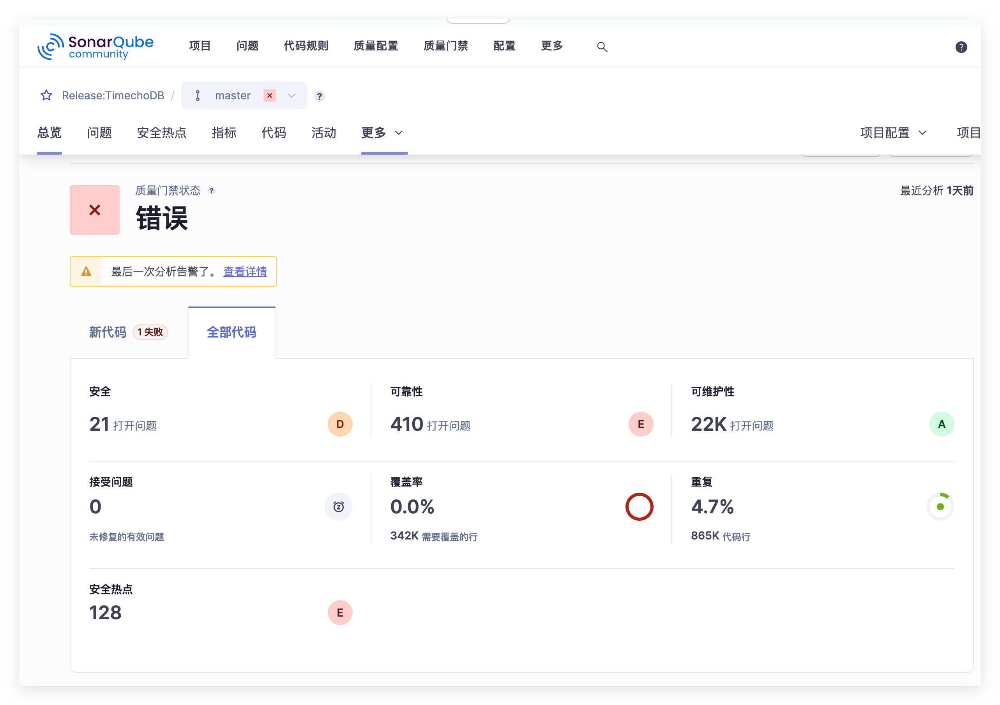 SonarQube community
项目 问题 代码规则 质量配置 质量门禁 配置 更多 ?
Release:TimechoDB / master ?
总览 问题 安全热点 指标 代码 活动 更多 项目配置 项目
质量门禁状态 ? 最近分析 1天前
错误
最后一次分析告警了。 查看详情
新代码 1 失败 全部代码
安全 可靠性 可维护性
21 打开问题 D 410 打开问题 E 22K 打开问题 A
接受问题 覆盖率 重复
0 0.0% 4.7%
未修复的有效问题 342K 需要覆盖的行 865K 代码行
安全热点
128 E